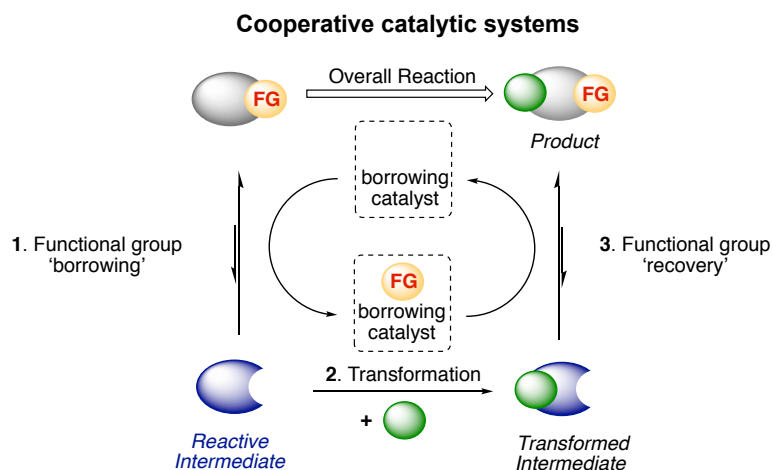 Cooperative catalytic systems
Overall Reaction
FG
FG
Product
borrowing
catalyst
1. Functional group
'borrowing'
3. Functional group
'recovery'
FG
borrowing
catalyst
2. Transformation
+
Reactive
Intermediate
Transformed
Intermediate